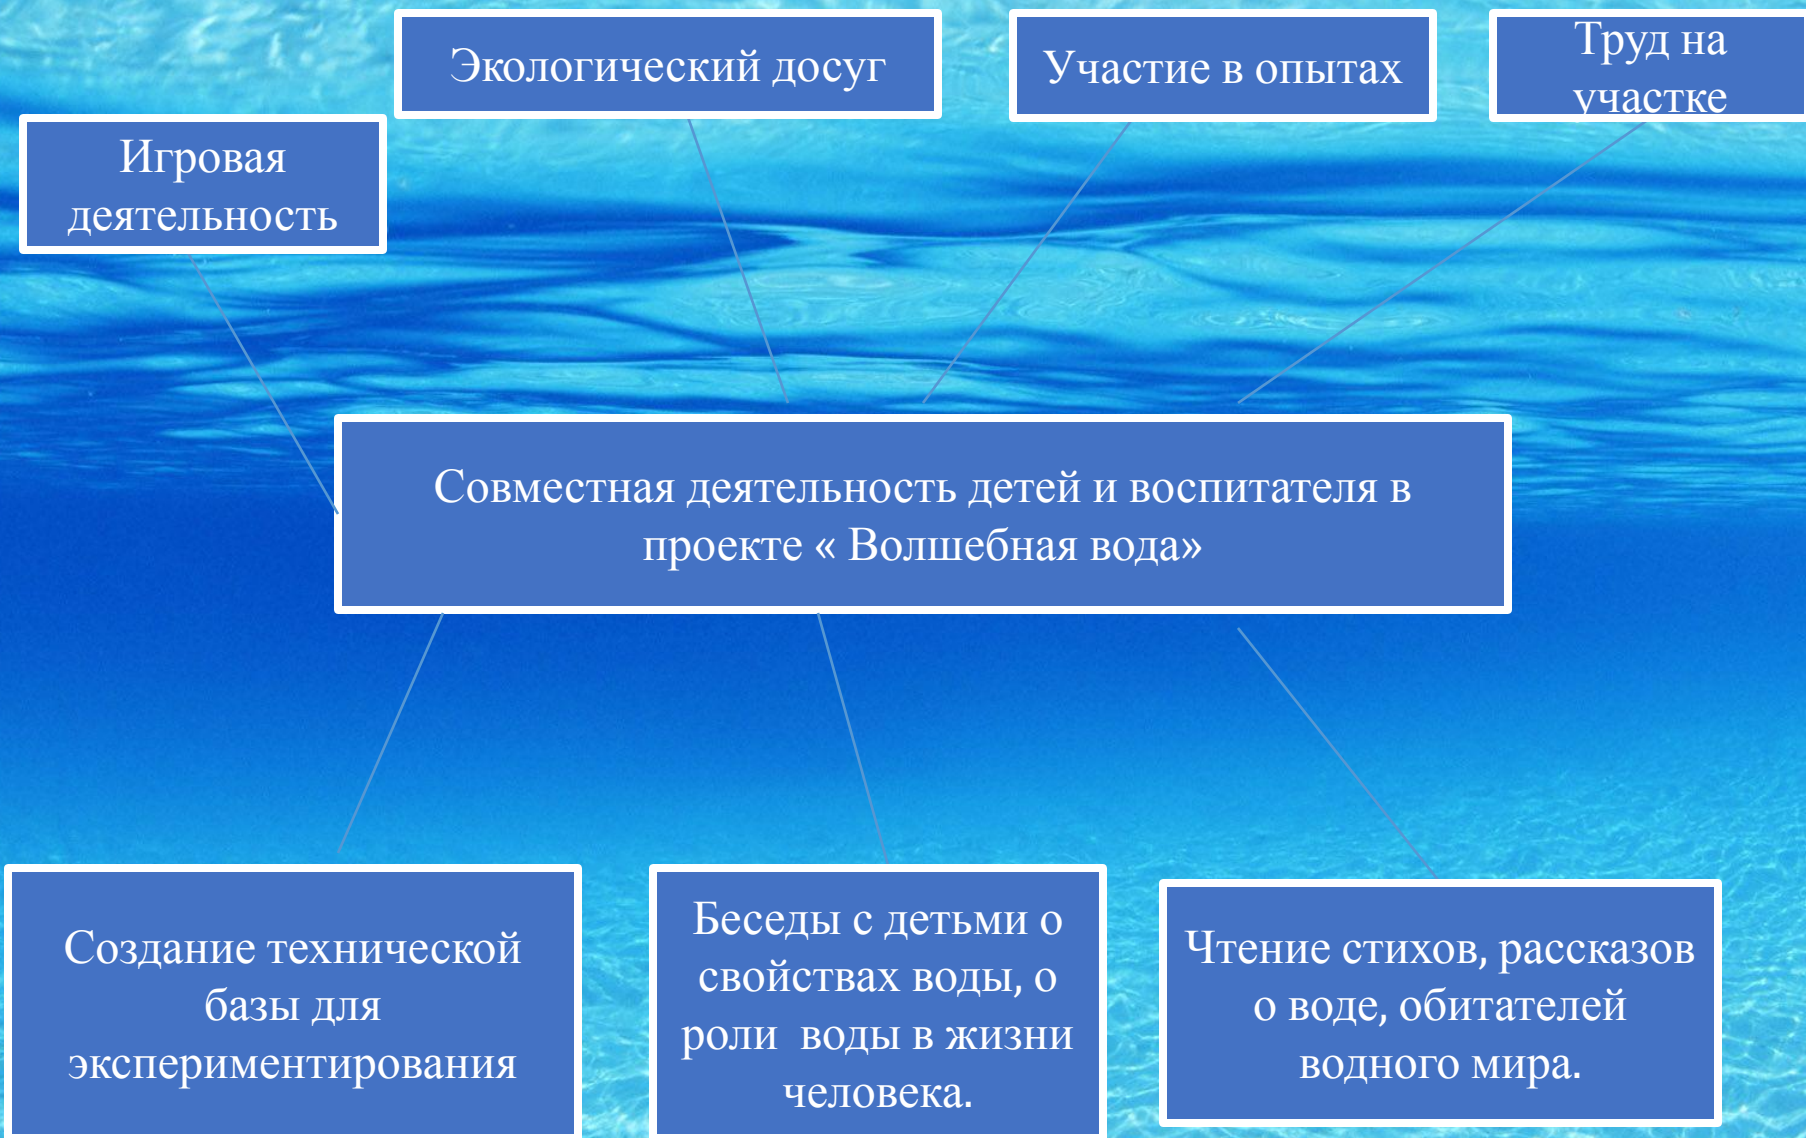 Экологический досуг
Участие в опытах
Труд на
участке
Игровая
деятельность
Совместная деятельность детей и воспитателя в
проекте « Волшебная вода»
Создание технической
базы для
экспериментирования
Беседы с детьми о
свойствах воды, о
роли  воды в жизни
человека.
Чтение стихов, рассказов
о воде, обитателей
водного мира.